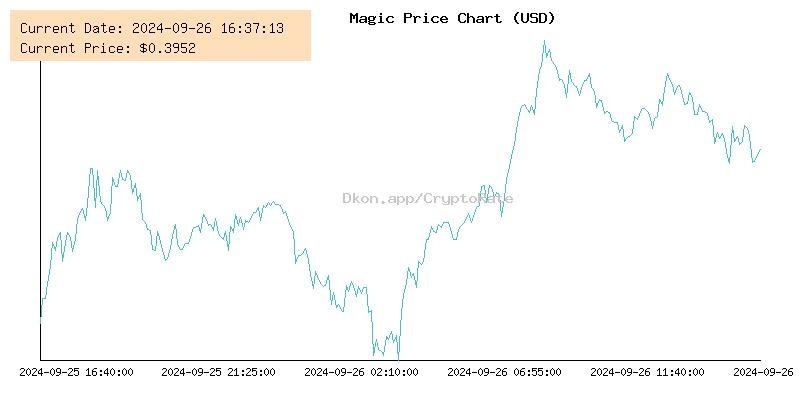 Magic Price Chart (USD)
Current Date: 2024-09-26 16:37:13
Current Price: $0.3952
Dkon.app/CryptoRate
2024-09-25 16:40:00 2024-09-25 21:25:00 2024-09-26 02:10:00 2024-09-26 06:55:00 2024-09-26 11:40:00 2024-09-26